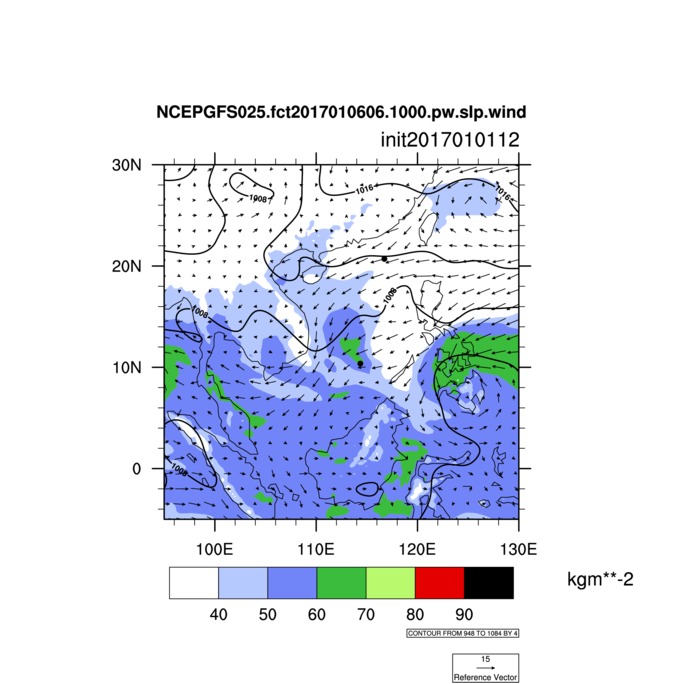 NCEPGFS025.fct2017010606.1000.pw.slp.wind
init2017010112
30N
20N
10N
0
1008
1016
1016
1008
1008
1008
100E 110E 120E 130E
kgm**-2
40 50 60 70 80 90
CONTOUR FROM 948 TO 1084 BY 4
15
Reference Vector